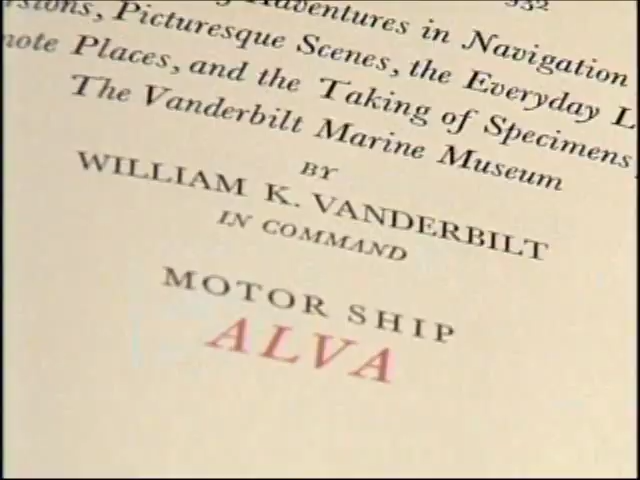 Adventures in Navigation
Picturesque Scenes, the Everyday
Places, and the Taking of Specimens
The Vanderbilt Marine Museum
BY
WILLIAM K. VANDERBILT
IN COMMAND
MOTOR SHIP
ALVA